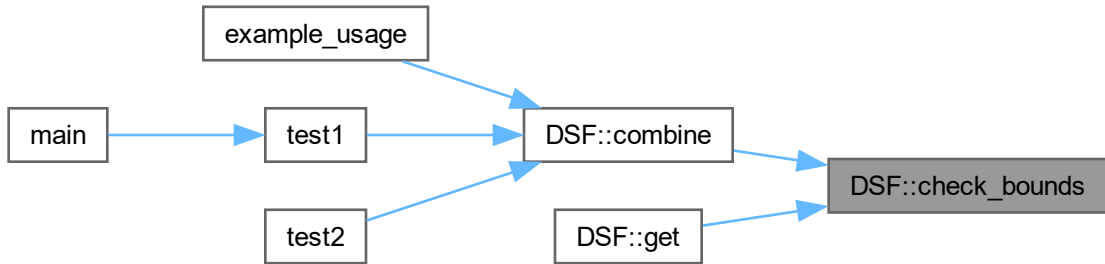 example_usage
main
test1
DSF::combine
DSF::check_bounds
test2
DSF::get